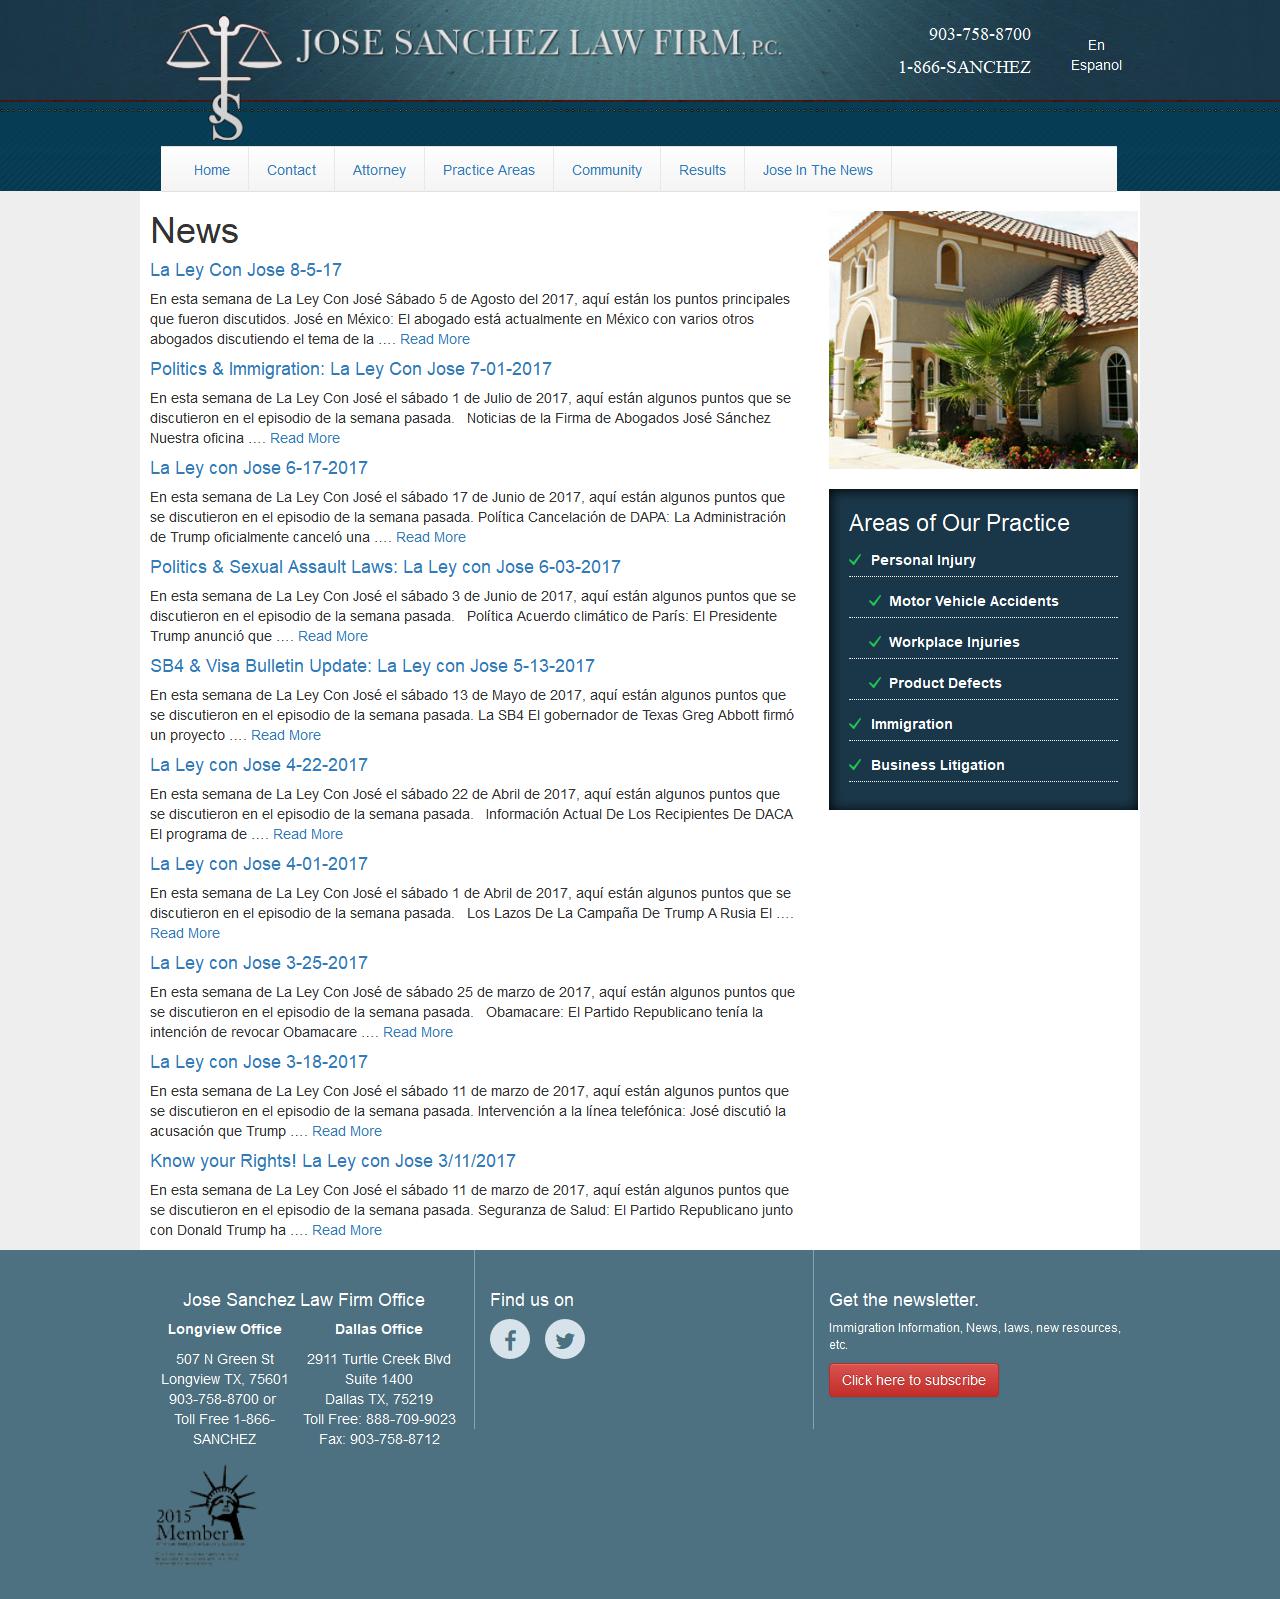 JOSE SANCHEZ LAW FIRM, P.C.
JS
903-758-8700
1-866-SANCHEZ
En
Espanol
Home
Contact
Attorney
Practice Areas
Community
Results
Jose In The News
News
La Ley Con Jose 8-5-17
En esta semana de La Ley Con José Sábado 5 de Agosto del 2017, aquí están los puntos principales
que fueron discutidos. José en México: El abogado está actualmente en México con varios otros
abogados discutiendo el tema de la …. Read More
Politics & Immigration: La Ley Con Jose 7-01-2017
En esta semana de La Ley Con José el sábado 1 de Julio de 2017, aquí están algunos puntos que se
discutieron en el episodio de la semana pasada.   Noticias de la Firma de Abogados José Sánchez
Nuestra oficina …. Read More
La Ley con Jose 6-17-2017
En esta semana de La Ley Con José el sábado 17 de Junio de 2017, aquí están algunos puntos que
se discutieron en el episodio de la semana pasada. Política Cancelación de DAPA: La Administración
de Trump oficialmente canceló una …. Read More
Politics & Sexual Assault Laws: La Ley con Jose 6-03-2017
En esta semana de La Ley Con José el sábado 3 de Junio de 2017, aquí están algunos puntos que se
discutieron en el episodio de la semana pasada.   Política Acuerdo climático de París: El Presidente
Trump anunció que …. Read More
SB4 & Visa Bulletin Update: La Ley con Jose 5-13-2017
En esta semana de La Ley Con José el sábado 13 de Mayo de 2017, aquí están algunos puntos que
se discutieron en el episodio de la semana pasada. La SB4 El gobernador de Texas Greg Abbott firmó
un proyecto …. Read More
La Ley con Jose 4-22-2017
En esta semana de La Ley Con José el sábado 22 de Abril de 2017, aquí están algunos puntos que
se discutieron en el episodio de la semana pasada.   Información Actual De Los Recipientes De DACA
El programa de …. Read More
La Ley con Jose 4-01-2017
En esta semana de La Ley Con José el sábado 1 de Abril de 2017, aquí están algunos puntos que se
discutieron en el episodio de la semana pasada.   Los Lazos De La Campaña De Trump A Rusia El ….
Read More
La Ley con Jose 3-25-2017
En esta semana de La Ley Con José de sábado 25 de marzo de 2017, aquí están algunos puntos que
se discutieron en el episodio de la semana pasada.   Obamacare: El Partido Republicano tenía la
intención de revocar Obamacare …. Read More
La Ley con Jose 3-18-2017
En esta semana de La Ley Con José el sábado 11 de marzo de 2017, aquí están algunos puntos que
se discutieron en el episodio de la semana pasada. Intervención a la línea telefónica: José discutió la
acusación que Trump …. Read More
Know your Rights! La Ley con Jose 3/11/2017
En esta semana de La Ley Con José el sábado 11 de marzo de 2017, aquí están algunos puntos que
se discutieron en el episodio de la semana pasada. Seguranza de Salud: El Partido Republicano junto
con Donald Trump ha …. Read More
Areas of Our Practice
Personal Injury
Motor Vehicle Accidents
Workplace Injuries
Product Defects
Immigration
Business Litigation
Jose Sanchez Law Firm Office
Longview Office
507 N Green St
Longview TX, 75601
903-758-8700 or
Toll Free 1-866-
SANCHEZ
Dallas Office
2911 Turtle Creek Blvd
Suite 1400
Dallas TX, 75219
Toll Free: 888-709-9023
Fax: 903-758-8712
2015
Member
Find us on
Get the newsletter.
Immigration Information, News, laws, new resources,
etc.
Click here to subscribe